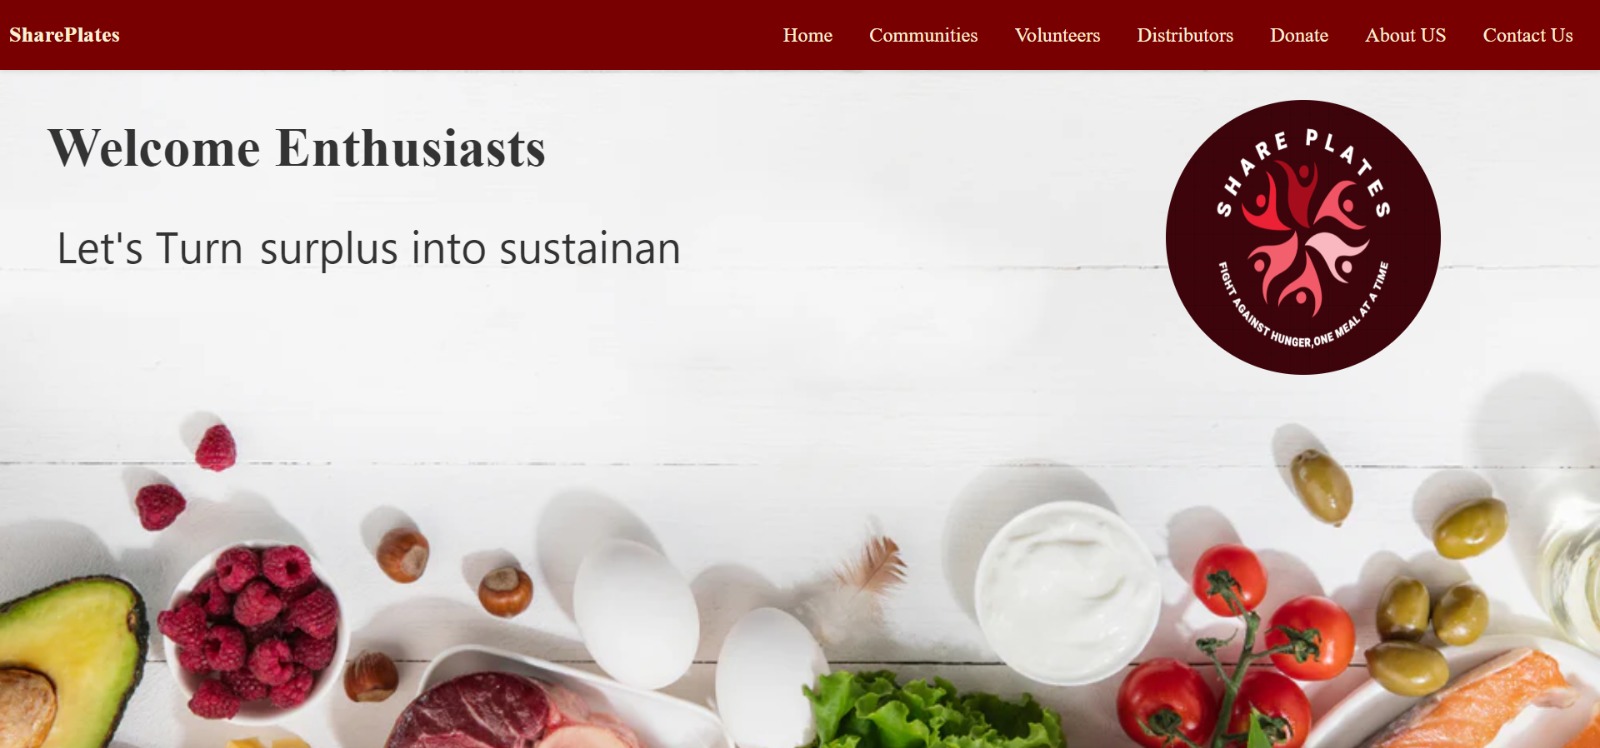 SharePlates Home Communities Volunteers Distributors Donate About US Contact Us
Welcome Enthusiasts
Let's Turn surplus into sustainan
SHARE PLATES
FIGHT AGAINST HUNGER,ONE MEAL AT A TIME